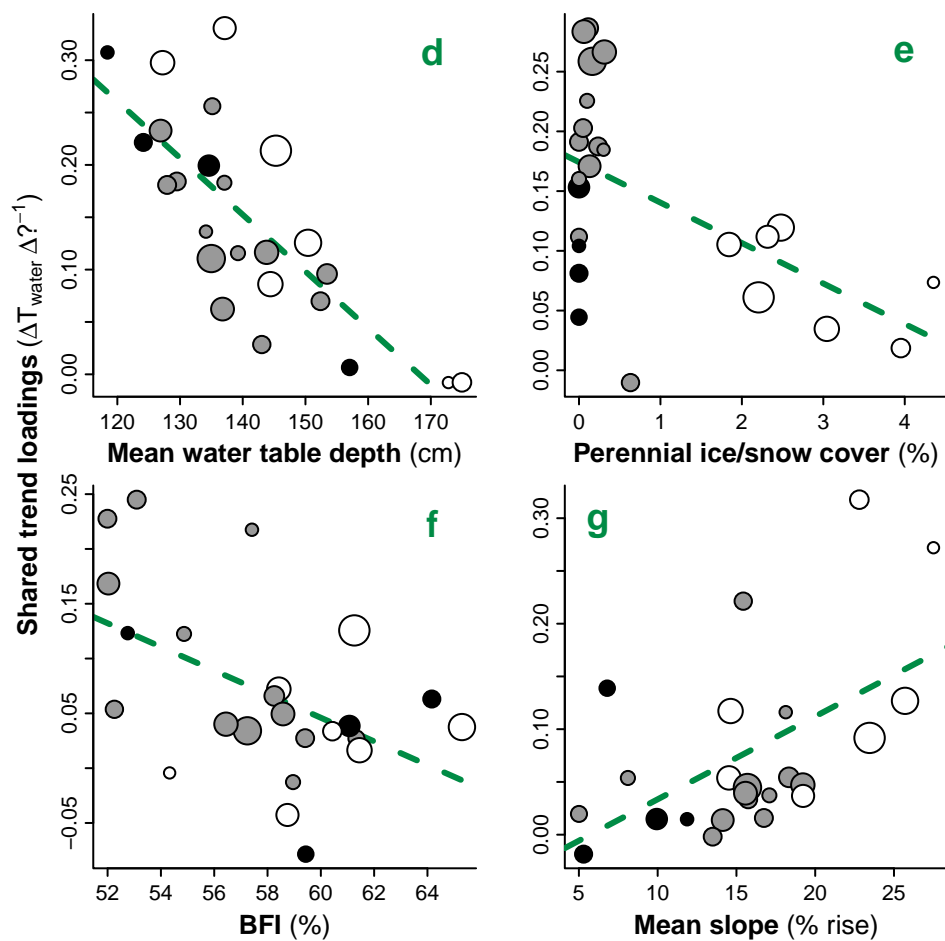 Shared trend loadings (ΔTwater Δ?⁻¹)
d
0.00 0.10 0.20 0.30
120 130 140 150 160 170
Mean water table depth (cm)
e
0.00 0.05 0.10 0.15 0.20 0.25
0 1 2 3 4
Perennial ice/snow cover (%)
f
−0.05 0.05 0.15 0.25
52 54 56 58 60 62 64
BFI (%)
g
0.00 0.10 0.20 0.30
5 10 15 20 25
Mean slope (% rise)